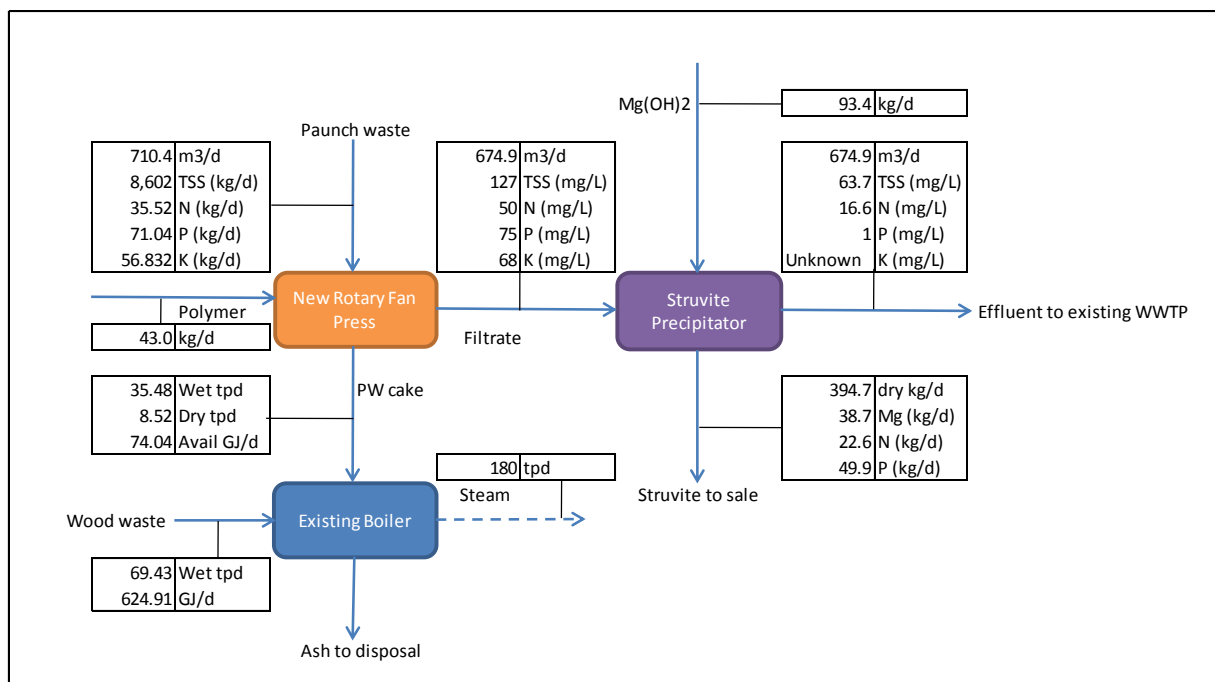 Mg(OH)2
93.4 kg/d
Paunch waste
710.4 m3/d
8,602 TSS (kg/d)
35.52 N (kg/d)
71.04 P (kg/d)
56.832 K (kg/d)
674.9 m3/d
127 TSS (mg/L)
50 N (mg/L)
75 P (mg/L)
68 K (mg/L)
674.9 m3/d
63.7 TSS (mg/L)
16.6 N (mg/L)
1 P (mg/L)
Unknown K (mg/L)
New Rotary Fan
Press
Struvite
Precipitator
Polymer
43.0 kg/d
Filtrate
Effluent to existing WWTP
PW cake
35.48 Wet tpd
8.52 Dry tpd
74.04 Avail GJ/d
394.7 dry kg/d
38.7 Mg (kg/d)
22.6 N (kg/d)
49.9 P (kg/d)
180 tpd
Steam
Struvite to sale
Wood waste
Existing Boiler
69.43 Wet tpd
624.91 GJ/d
Ash to disposal